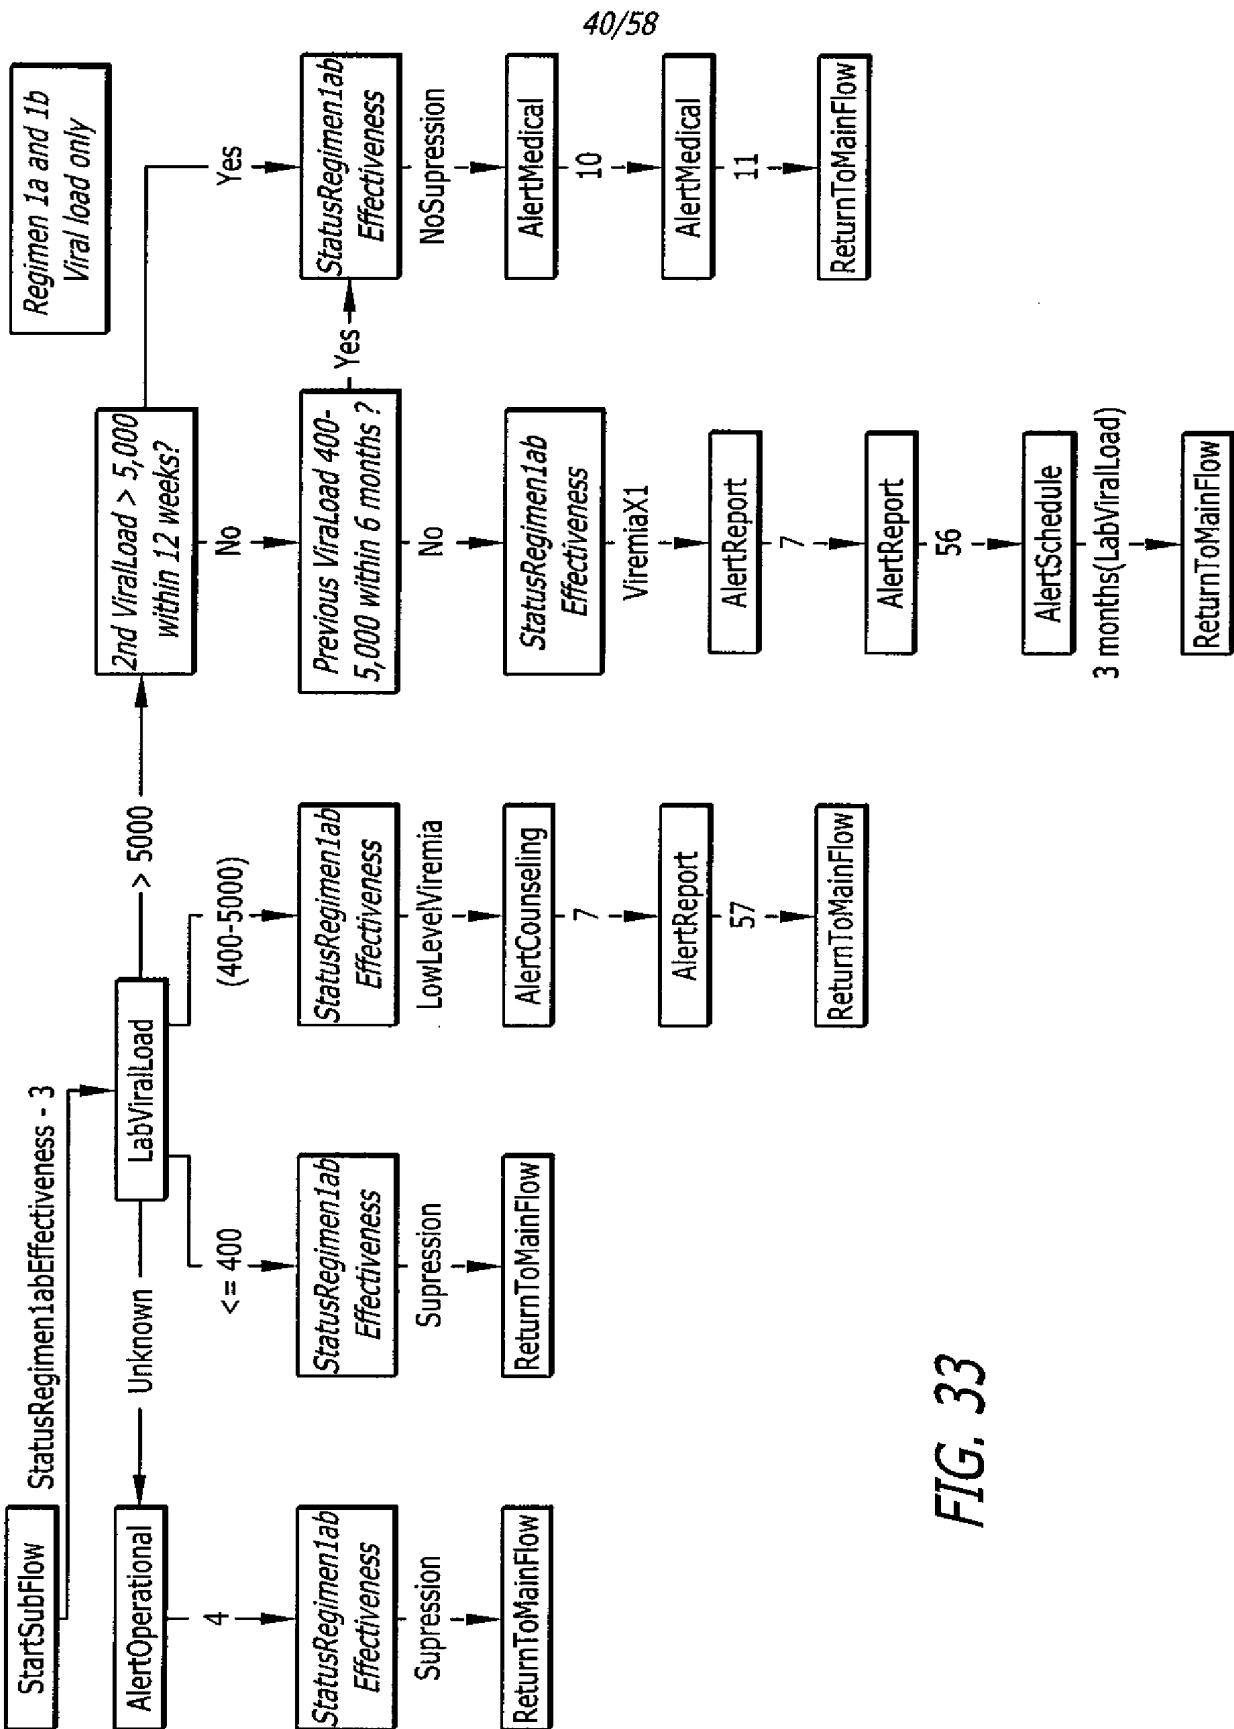 40/58
Regimen 1a and 1b
Viral load only
StartSubFlow
StatusRegimen1abEffectiveness - 3
LabViralLoad
Unknown
<= 400
(400-5000)
> 5000
AlertOperational
4
StatusRegimen1ab
Effectiveness
Supression
ReturnToMainFlow
StatusRegimen1ab
Effectiveness
Supression
ReturnToMainFlow
StatusRegimen1ab
Effectiveness
LowLevelViremia
AlertCounseling
7
AlertReport
57
ReturnToMainFlow
2nd ViralLoad > 5,000
within 12 weeks?
No
Yes
Previous ViraLoad 400-
5,000 within 6 months ?
No
Yes
StatusRegimen1ab
Effectiveness
ViremiaX1
AlertReport
7
AlertReport
56
AlertSchedule
3 months(LabViralLoad)
ReturnToMainFlow
StatusRegimen1ab
Effectiveness
NoSupression
AlertMedical
10
AlertMedical
11
ReturnToMainFlow
FIG. 33